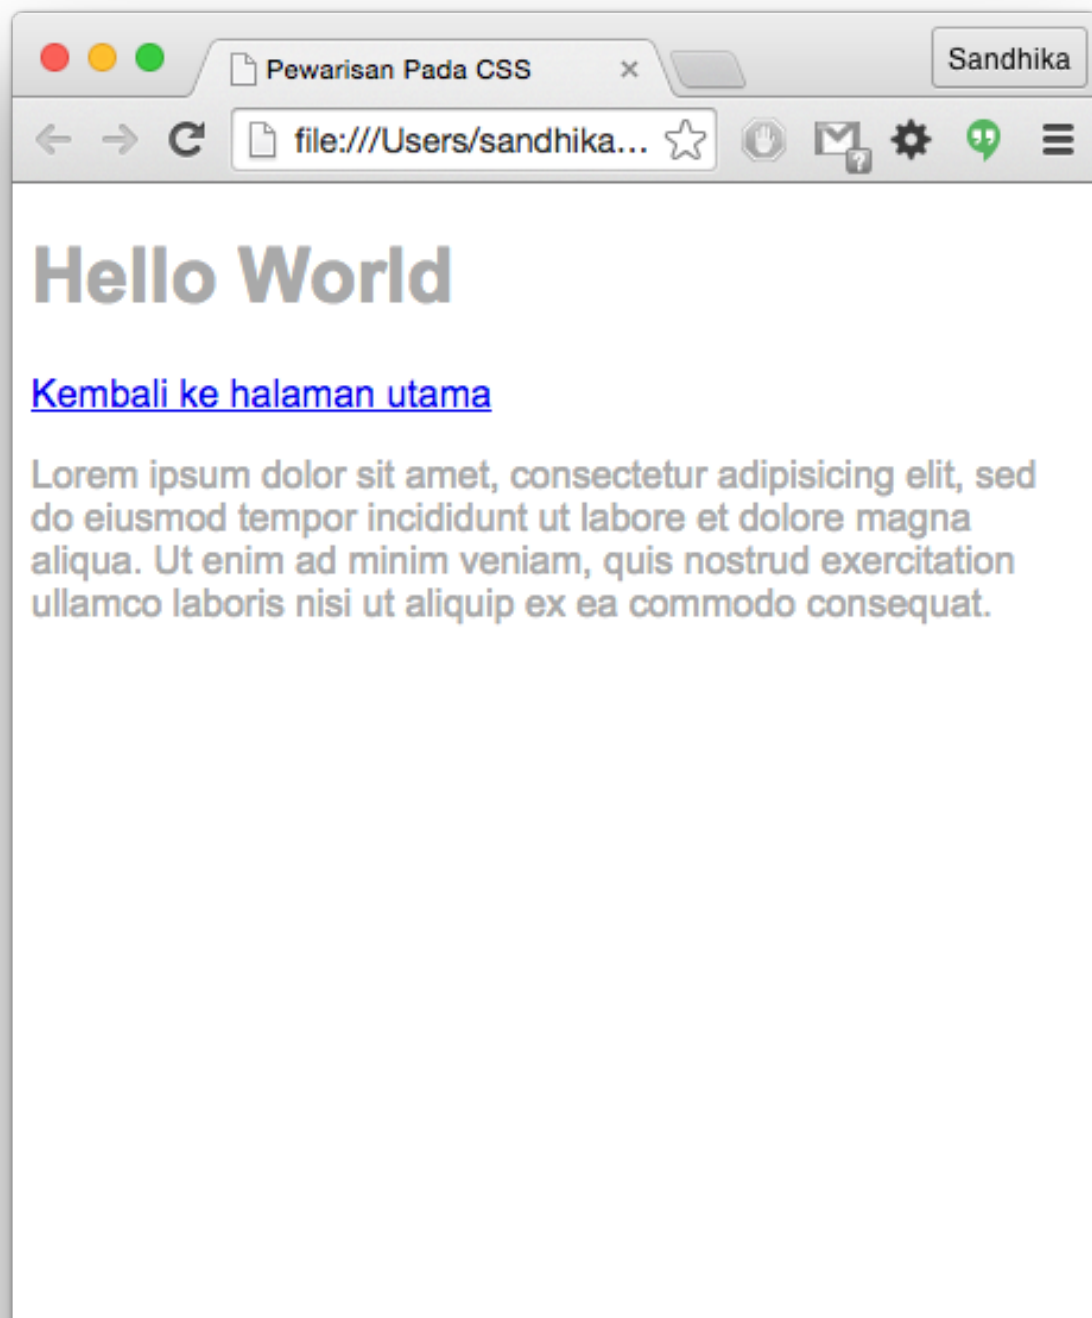 Pewarisan Pada CSS
Sandhika
file:///Users/sandhika...
Hello World
Kembali ke halaman utama
Lorem ipsum dolor sit amet, consectetur adipisicing elit, sed
do eiusmod tempor incididunt ut labore et dolore magna
aliqua. Ut enim ad minim veniam, quis nostrud exercitation
ullamco laboris nisi ut aliquip ex ea commodo consequat.